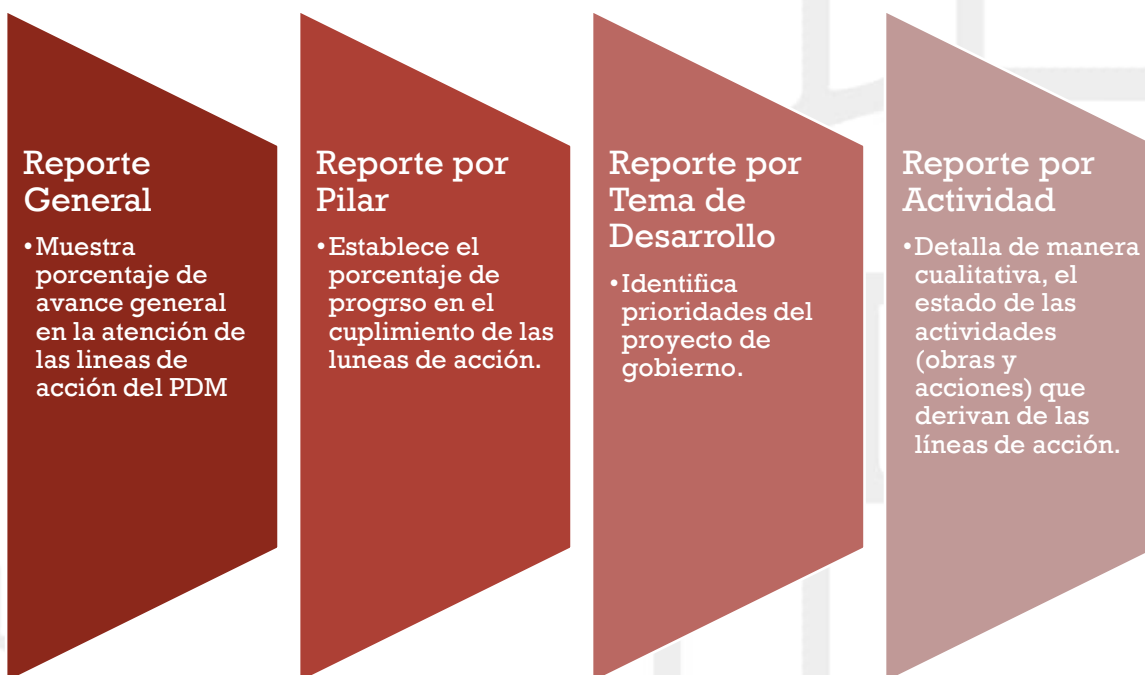 Reporte
General
•Muestra
porcentaje de
avance general
en la atención de
las lineas de
acción del PDM
Reporte por
Pilar
•Establece el
porcentaje de
progrso en el
cuplimiento de las
luneas de acción.
Reporte por
Tema de
Desarrollo
•Identifica
prioridades del
proyecto de
gobierno.
Reporte por
Actividad
•Detalla de manera
cualitativa, el
estado de las
actividades
(obras y
acciones) que
derivan de las
líneas de acción.